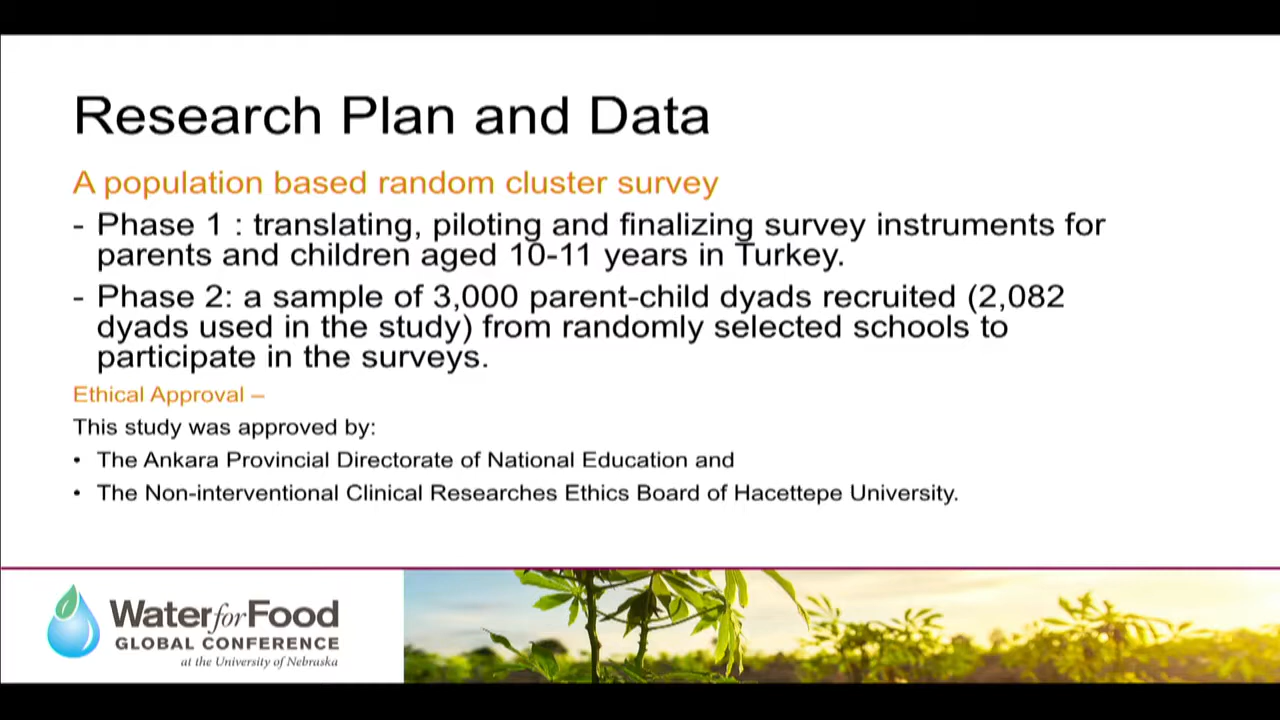 Research Plan and Data
A population based random cluster survey
- Phase 1 : translating, piloting and finalizing survey instruments for
parents and children aged 10-11 years in Turkey.
- Phase 2: a sample of 3,000 parent-child dyads recruited (2,082
dyads used in the study) from randomly selected schools to
participate in the surveys.
Ethical Approval –
This study was approved by:
• The Ankara Provincial Directorate of National Education and
• The Non-interventional Clinical Researches Ethics Board of Hacettepe University.
Water for Food
GLOBAL CONFERENCE
at the University of Nebraska